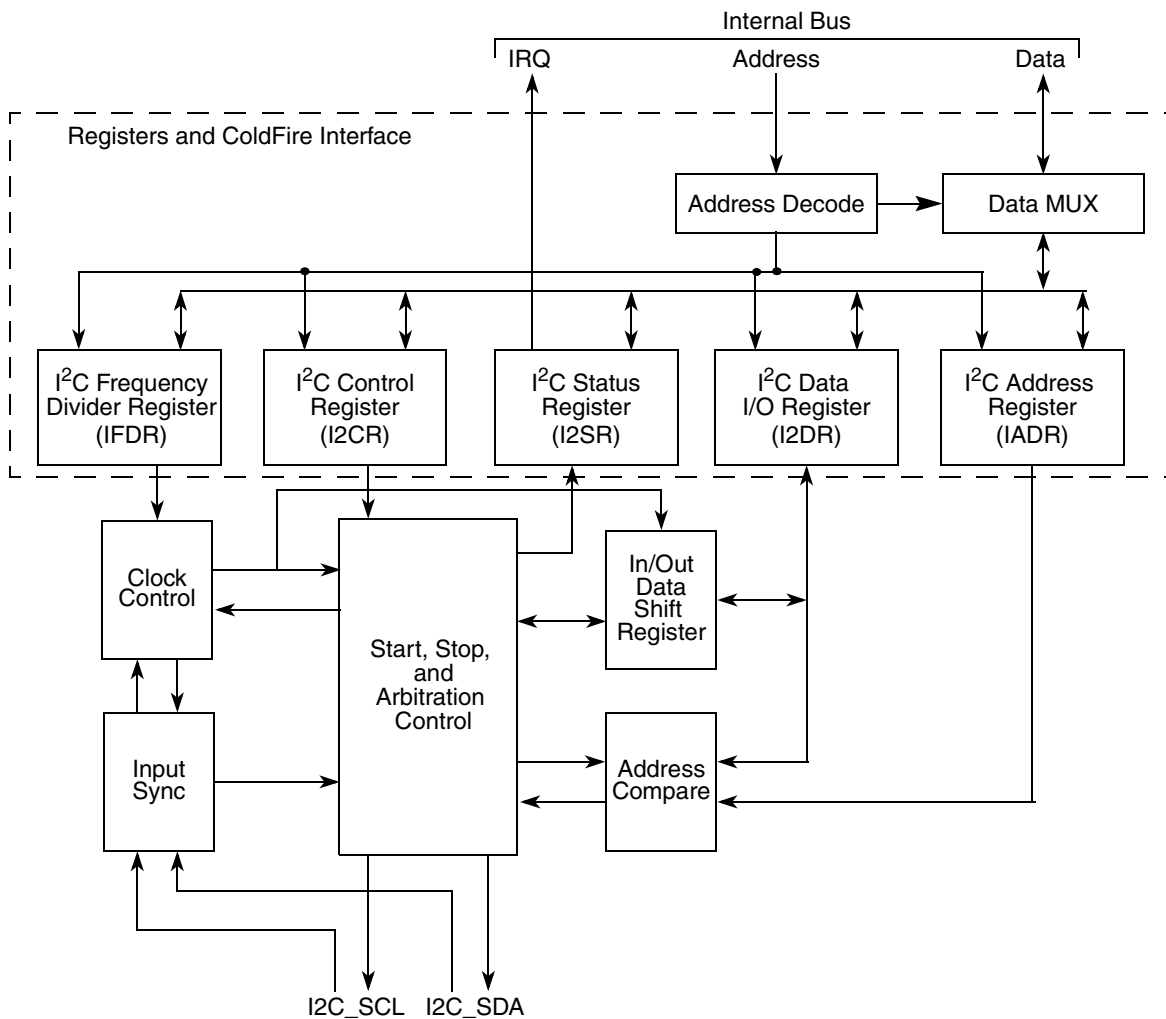 Internal Bus
IRQ
Address
Data
Registers and ColdFire Interface
Address Decode
Data MUX
I²C Frequency
Divider Register
(IFDR)
I²C Control
Register
(I2CR)
I²C Status
Register
(I2SR)
I²C Data
I/O Register
(I2DR)
I²C Address
Register
(IADR)
Clock
Control
In/Out
Data
Shift
Register
Start, Stop,
and
Arbitration
Control
Input
Sync
Address
Compare
I2C_SCL
I2C_SDA